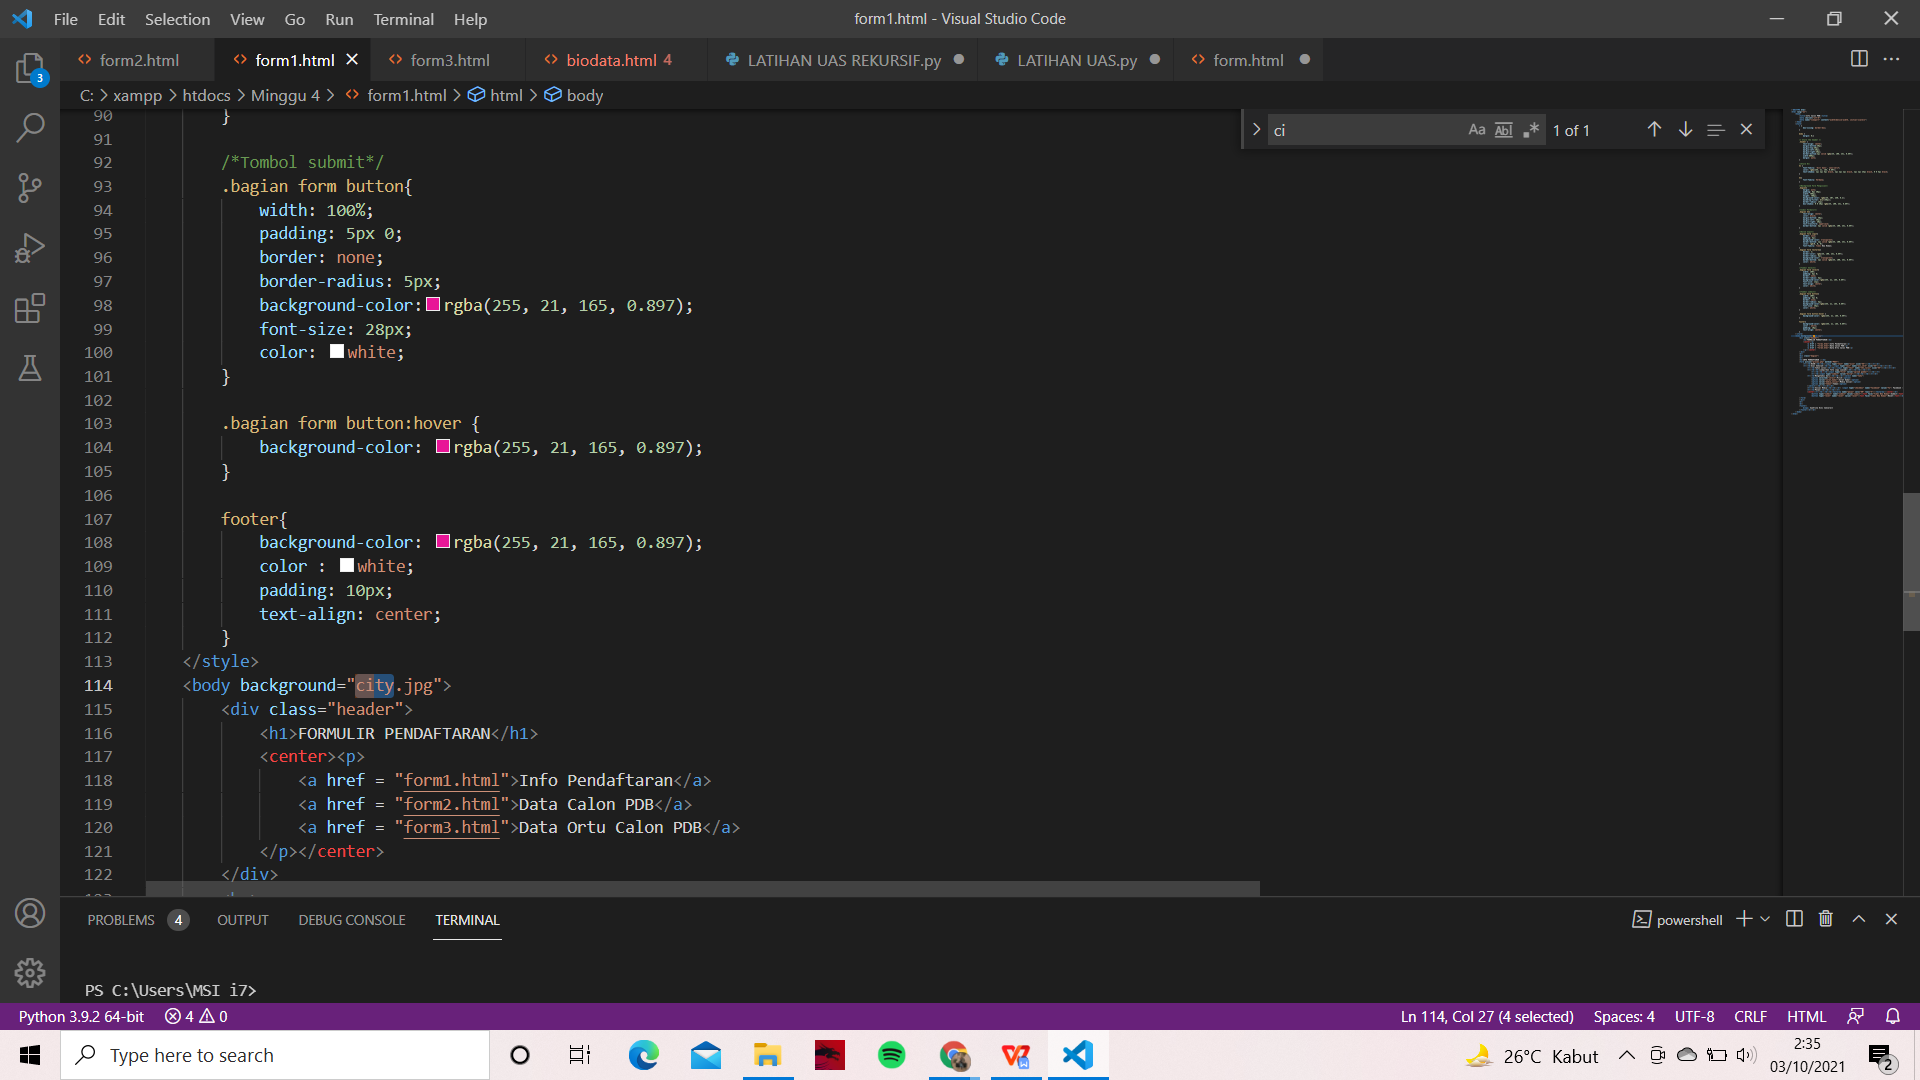 File Edit Selection View Go Run Terminal Help
form1.html - Visual Studio Code
form2.html
form1.html
form3.html
biodata.html 4
LATIHAN UAS REKURSIF.py
LATIHAN UAS.py
form.html
3
C: > xampp > htdocs > Minggu 4 > form1.html > html > body
ci
Aa Abl .*
1 of 1
90 }
91
92 /*Tombol submit*/
93 .bagian form button{
94 width: 100%;
95 padding: 5px 0;
96 border: none;
97 border-radius: 5px;
98 background-color: rgba(255, 21, 165, 0.897);
99 font-size: 28px;
100 color: white;
101 }
102
103 .bagian form button:hover {
104 background-color: rgba(255, 21, 165, 0.897);
105 }
106
107 footer{
108 background-color: rgba(255, 21, 165, 0.897);
109 color : white;
110 padding: 10px;
111 text-align: center;
112 }
113 </style>
114 <body background="city.jpg">
115 <div class="header">
116 <h1>FORMULIR PENDAFTARAN</h1>
117 <center><p>
118 <a href = "form1.html">Info Pendaftaran</a>
119 <a href = "form2.html">Data Calon PDB</a>
120 <a href = "form3.html">Data Ortu Calon PDB</a>
121 </p></center>
122 </div>
PROBLEMS 4 OUTPUT DEBUG CONSOLE TERMINAL
powershell
PS C:\Users\MSI i7>
Python 3.9.2 64-bit 4 0
Ln 114, Col 27 (4 selected) Spaces: 4 UTF-8 CRLF HTML
Type here to search
26°C Kabut
2:35
03/10/2021
2